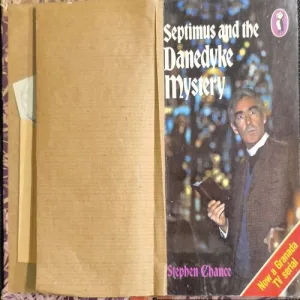 Septimus and the
Danedyke
Mystery
Stephen Chance
Now a Granada
TV serial